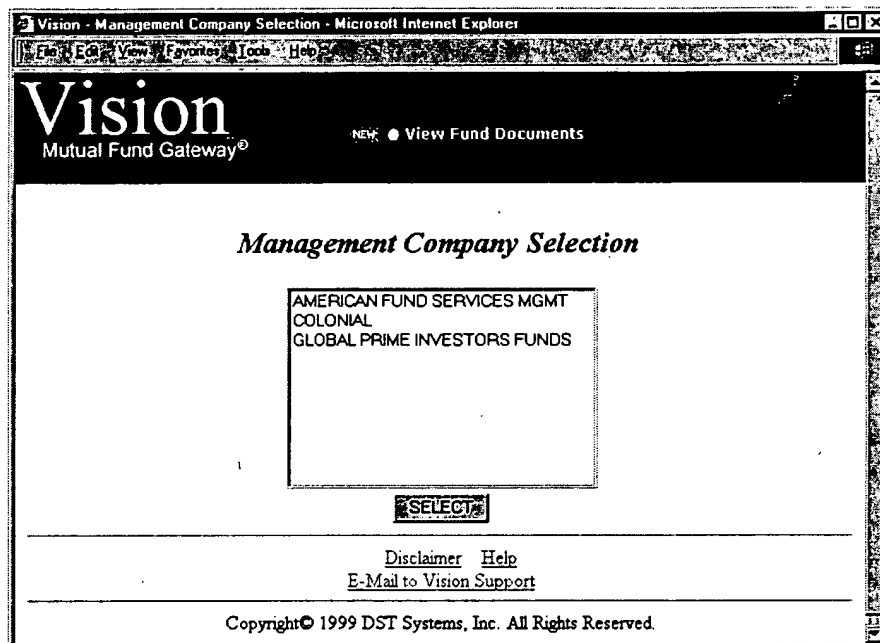 Vision - Management Company Selection - Microsoft Internet Explorer
File Edit View Favorites Tools Help
Vision
Mutual Fund Gateway®
NEW View Fund Documents
Management Company Selection
AMERICAN FUND SERVICES MGMT
COLONIAL
GLOBAL PRIME INVESTORS FUNDS
SELECT
Disclaimer Help
E-Mail to Vision Support
Copyright© 1999 DST Systems, Inc. All Rights Reserved.